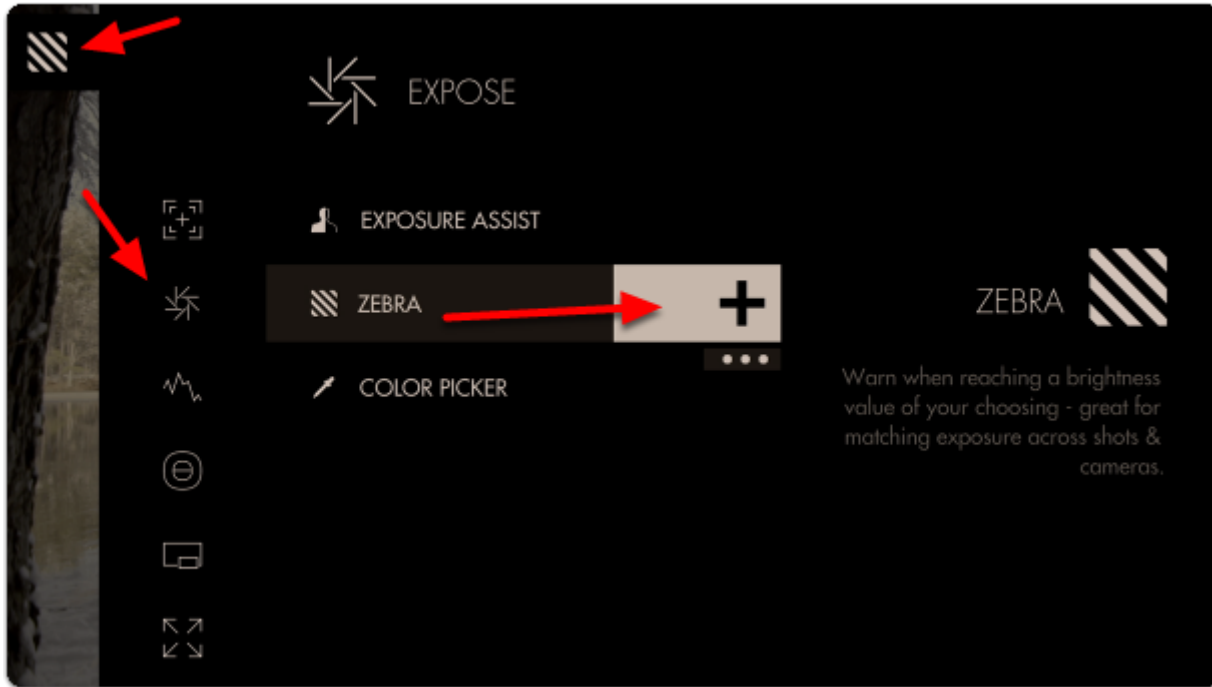 EXPOSE
EXPOSURE ASSIST
ZEBRA
COLOR PICKER
ZEBRA
Warn when reaching a brightness
value of your choosing - great for
matching exposure across shots &
cameras.